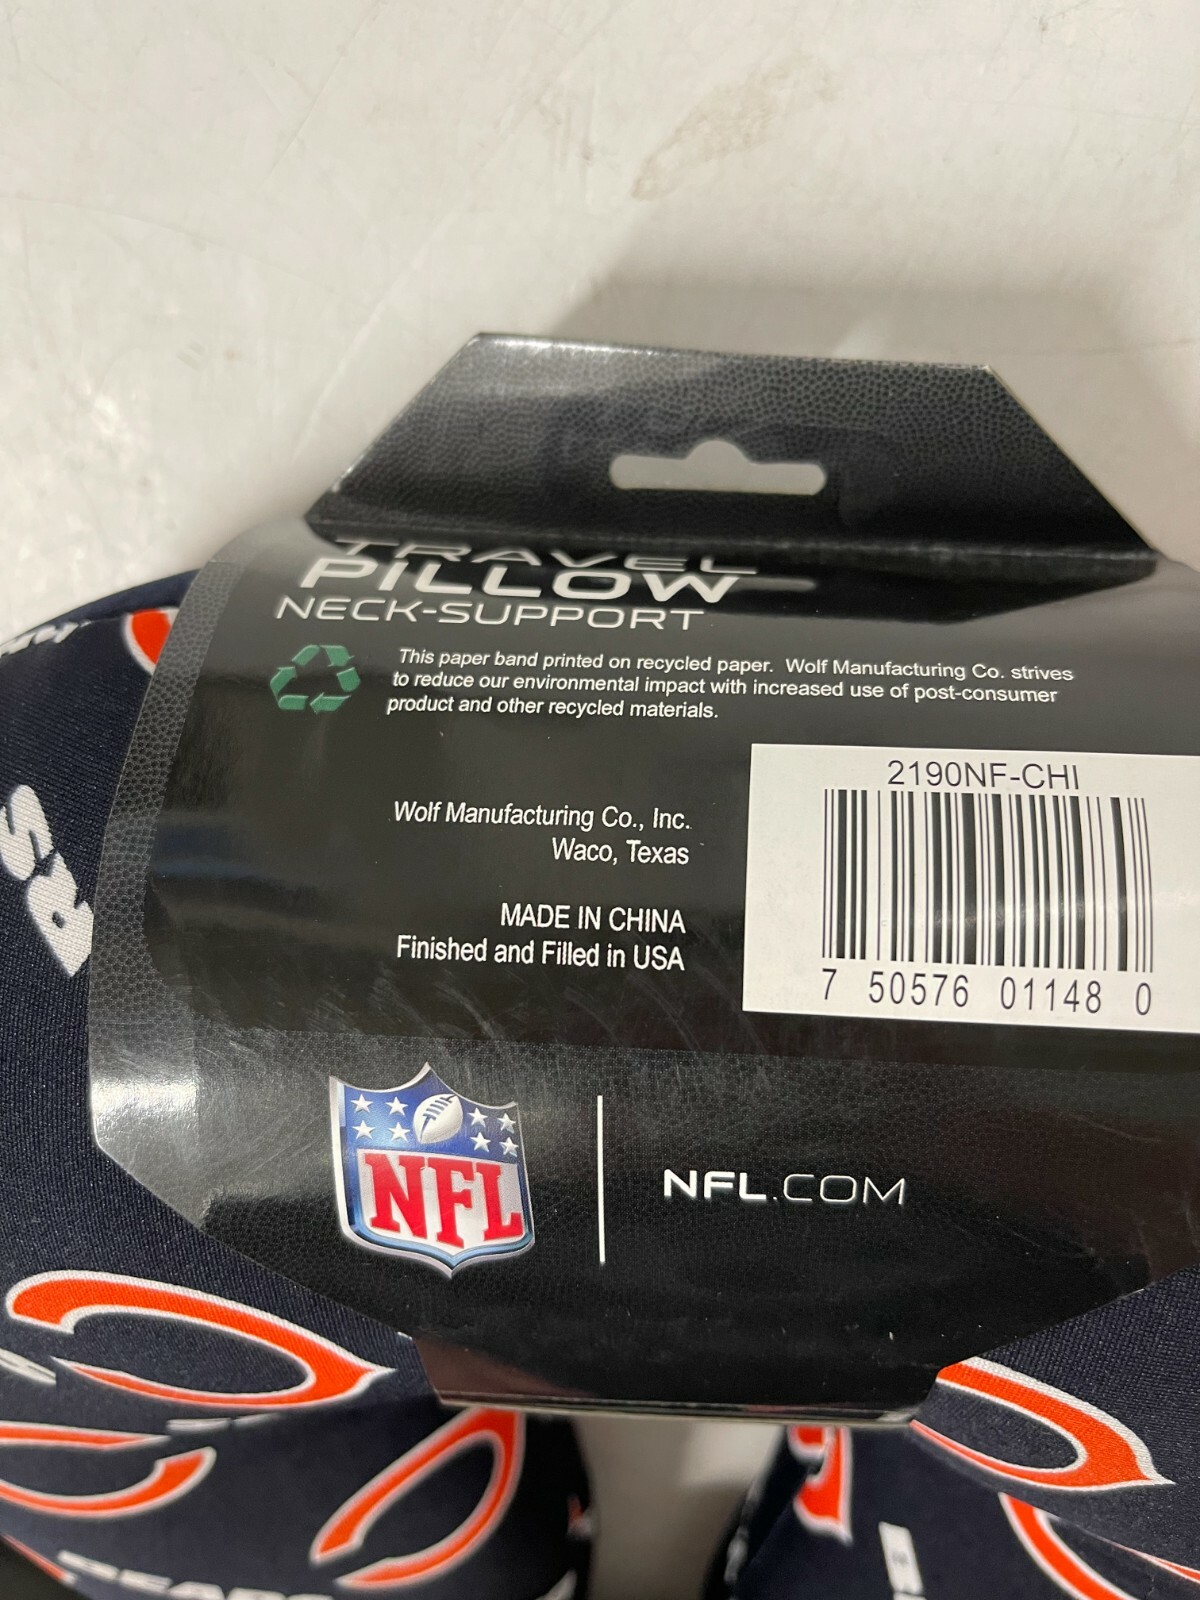 TRAVEL
PILLOW
NECK-SUPPORT
This paper band printed on recycled paper. Wolf Manufacturing Co. strives
to reduce our environmental impact with increased use of post-consumer
product and other recycled materials.
Wolf Manufacturing Co., Inc.
Waco, Texas
MADE IN CHINA
Finished and Filled in USA
2190NF-CHI
7 50576 01148 0
NFL
NFL.COM
RS
BEARS